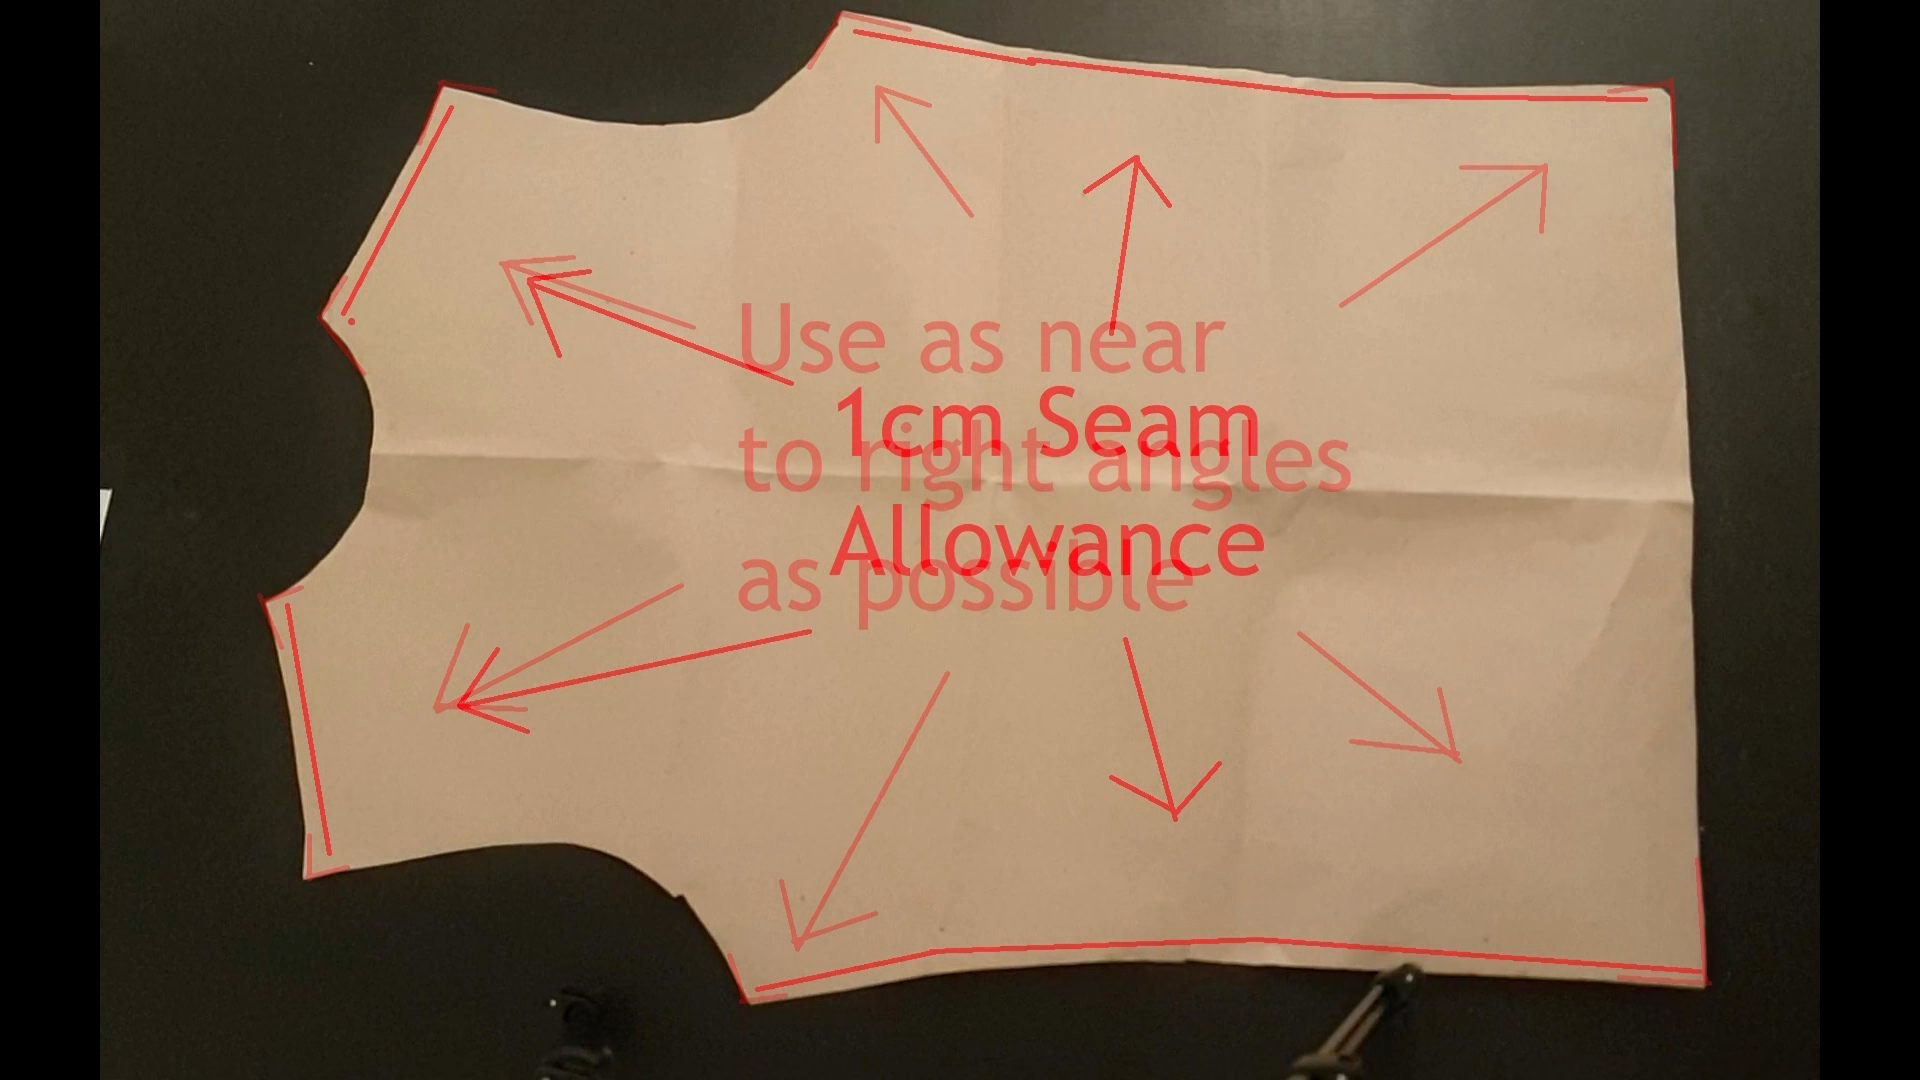 Use as near
to right angles
as possible
1cm Seam
Allowance